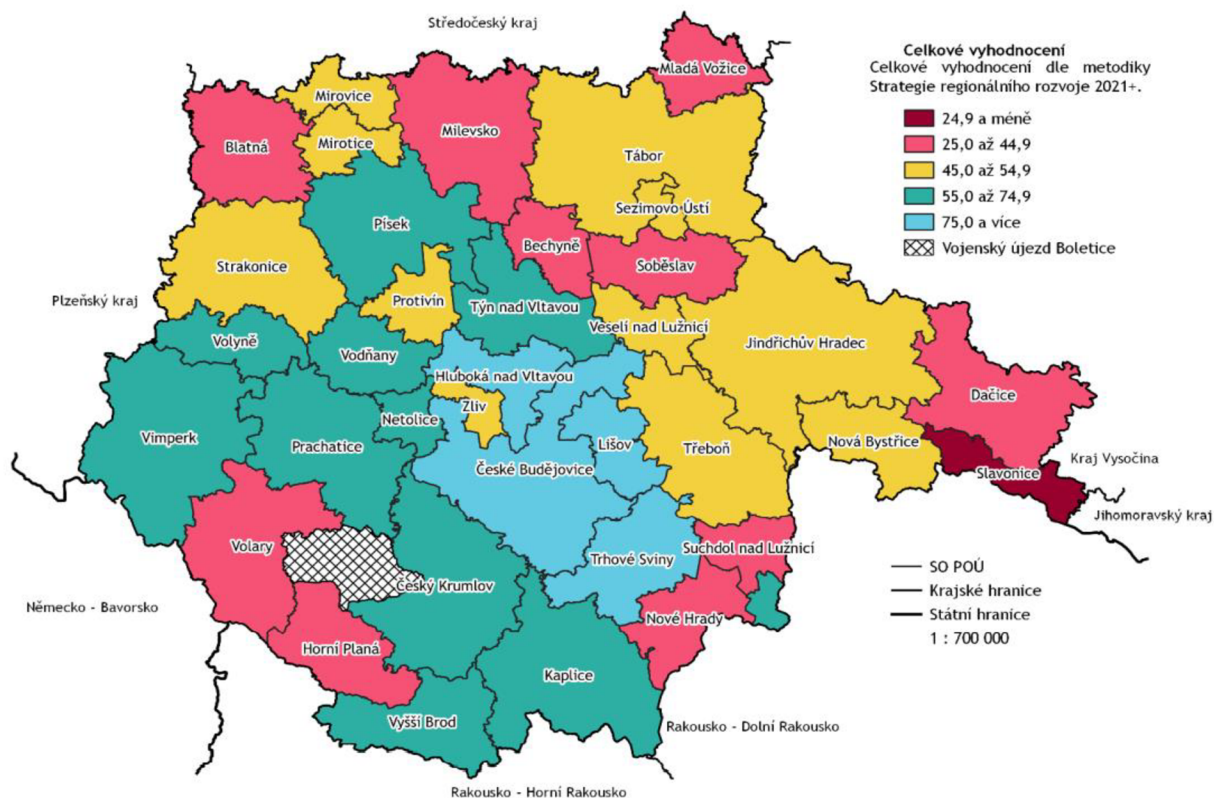 Středočeský kraj
Celkové vyhodnocení
Celkové vyhodnocení dle metodiky
Strategie regionálního rozvoje 2021+.
24,9 a méně
25,0 až 44,9
45,0 až 54,9
55,0 až 74,9
75,0 a více
Vojenský újezd Boletice
Mladá Vožice
Mirovice
Milevsko
Blatná
Mirotice
Tábor
Sezimovo Ústí
Písek
Bechyně
Soběslav
Strakonice
Plzeňský kraj
Protivín
Týn nad Vltavou
Veselí nad Lužnicí
Volyně
Vodňany
Jindřichův Hradec
Hluboká nad Vltavou
Dačice
Zliv
Netolice
Vimperk
Prachatice
Lišov
Třeboň
Nová Bystřice
České Budějovice
Kraj Vysočina
Slavonice
Jihomoravský kraj
Volary
Suchdol nad Lužnicí
Trhové Sviny
Český Krumlov
SO POÚ
Krajské hranice
Státní hranice
1 : 700 000
Německo - Bavorsko
Nové Hrady
Horní Planá
Kaplice
Vyšší Brod
Rakousko - Dolní Rakousko
Rakousko - Horní Rakousko